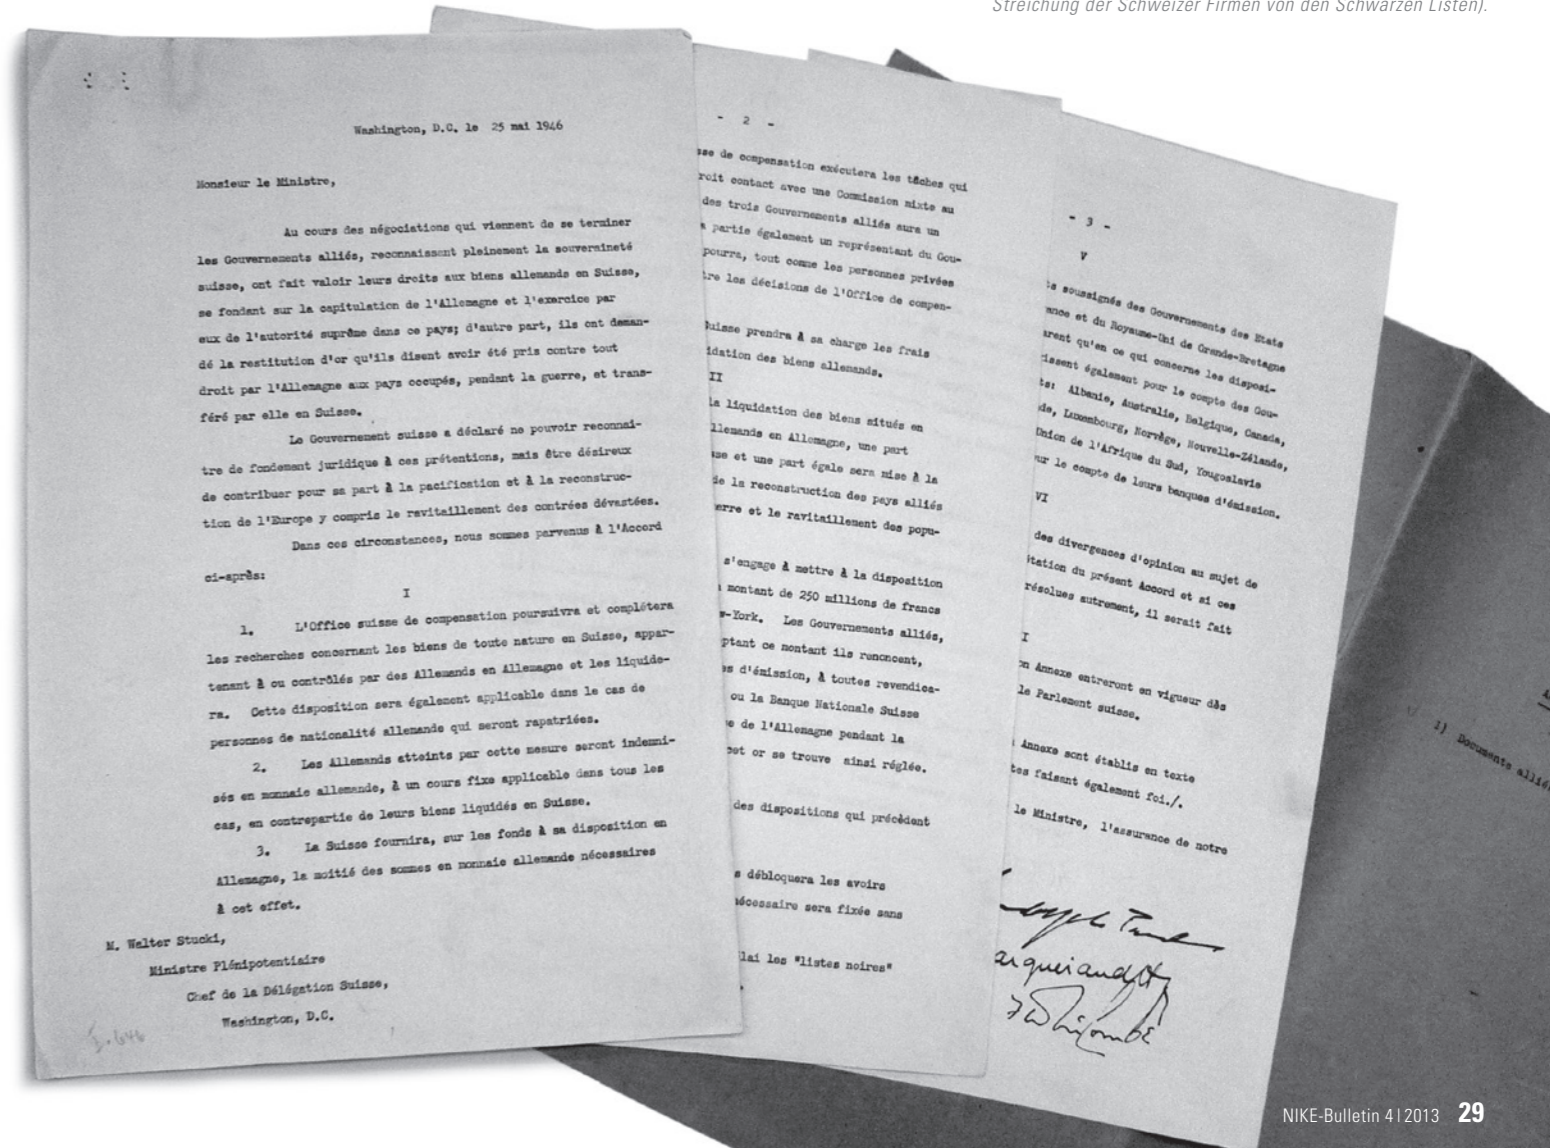 Streichung der Schweizer Firmen von den Schwarzen Listen).
Washington, D.C. le 25 mai 1946
Monsieur le Ministre,
Au cours des négociations qui viennent de se terminer
les Gouvernements alliés, reconnaissant pleinement la souveraineté
suisse, ont fait valoir leurs droits aux biens allemands en Suisse,
se fondant sur la capitulation de l'Allemagne et l'exercice par
eux de l'autorité suprême dans ce pays; d'autre part, ils ont deman-
dé la restitution d'or qu'ils disent avoir été pris contre tout
droit par l'Allemagne aux pays occupés, pendant la guerre, et trans-
féré par elle en Suisse.
Le Gouvernement suisse a déclaré ne pouvoir reconnaî-
tre de fondement juridique à ces prétentions, mais être désireux
de contribuer pour sa part à la pacification et à la reconstruc-
tion de l'Europe y compris le ravitaillement des contrées dévastées.
Dans ces circonstances, nous sommes parvenus à l'Accord
ci-après:
I
1. L'Office suisse de compensation poursuivra et complétera
les recherches concernant les biens de toute nature en Suisse, appar-
tenant à ou contrôlés par des Allemands en Allemagne et les liquide-
ra. Cette disposition sera également applicable dans le cas de
personnes de nationalité allemande qui seront rapatriées.
2. Les Allemands atteints par cette mesure seront indemni-
sés en monnaie allemande, à un cours fixe applicable dans tous les
cas, en contrepartie de leurs biens liquidés en Suisse.
3. La Suisse fournira, sur les fonds à sa disposition en
Allemagne, la moitié des sommes en monnaie allemande nécessaires
à cet effet.
M. Walter Stucki,
Ministre Plénipotentiaire
Chef de la Délégation Suisse,
Washington, D.C.
- 2 -
sse de compensation exécutera les tâches qui
roit contact avec une Commission mixte au
des trois Gouvernements alliés aura un
a partie également un représentant du Gou-
pourra, tout comme les personnes privées
tre les décisions de l'Office de compen-
Suisse prendra à sa charge les frais
idation des biens allemands.
II
la liquidation des biens situés en
llemands en Allemagne, une part
sse et une part égale sera mise à la
de la reconstruction des pays alliés
erre et le ravitaillement des popu-
s'engage à mettre à la disposition
montant de 250 millions de francs
w-York. Les Gouvernements alliés,
ptant ce montant ils renoncent,
es d'émission, à toutes revendica-
ou la Banque Nationale Suisse
e de l'Allemagne pendant la
cet or se trouve ainsi réglée.
des dispositions qui précèdent
s débloquera les avoirs
nécessaire sera fixée sans
lai les "listes noires"
- 3 -
V
ts soussignés des Gouvernements des Etats
ance et du Royaume-Uni de Grande-Bretagne
arent qu'en ce qui concerne les disposi-
issent également pour le compte des Gou-
ts: Albanie, Australie, Belgique, Canada,
de, Luxembourg, Norvège, Nouvelle-Zélande,
Union de l'Afrique du Sud, Yougoslavie
ur le compte de leurs banques d'émission.
VI
des divergences d'opinion au sujet de
étation du présent Accord et si ces
résolues autrement, il serait fait
I
on Annexe entreront en vigueur dès
le Parlement suisse.
Annexe sont établis en texte
tes faisant également foi./.
le Ministre, l'assurance de notre
1) Documents allié
NIKE-Bulletin 4 | 2013 29